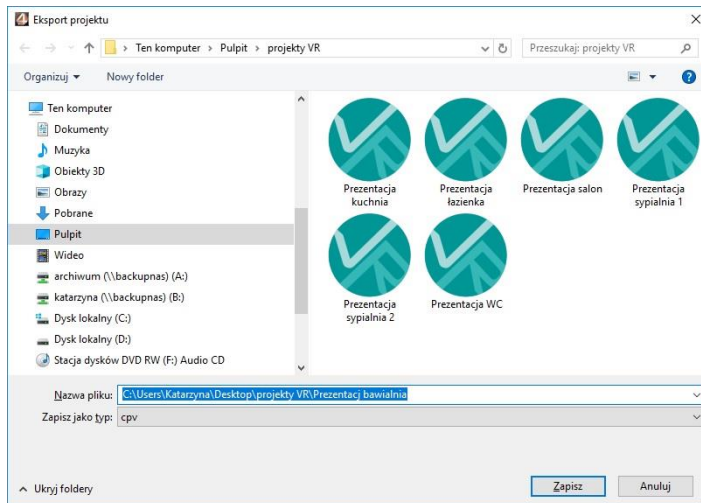 Eksport projektu
Ten komputer > Pulpit > projekty VR
Przeszukaj: projekty VR
Organizuj
Nowy folder
Ten komputer
Dokumenty
Muzyka
Obiekty 3D
Obrazy
Pobrane
Pulpit
Wideo
archiwum (\\backupnas) (A:)
katarzyna (\\backupnas) (B:)
Dysk lokalny (C:)
Dysk lokalny (D:)
Stacja dysków DVD RW (F:) Audio CD
Prezentacja
kuchnia
Prezentacja
łazienka
Prezentacja salon
Prezentacja
sypialnia 1
Prezentacja
sypialnia 2
Prezentacja WC
Nazwa pliku: C:\Users\Katarzyna\Desktop\projekty VR\Prezentacj bawialnia
Zapisz jako typ: cpv
Ukryj foldery
Zapisz
Anuluj